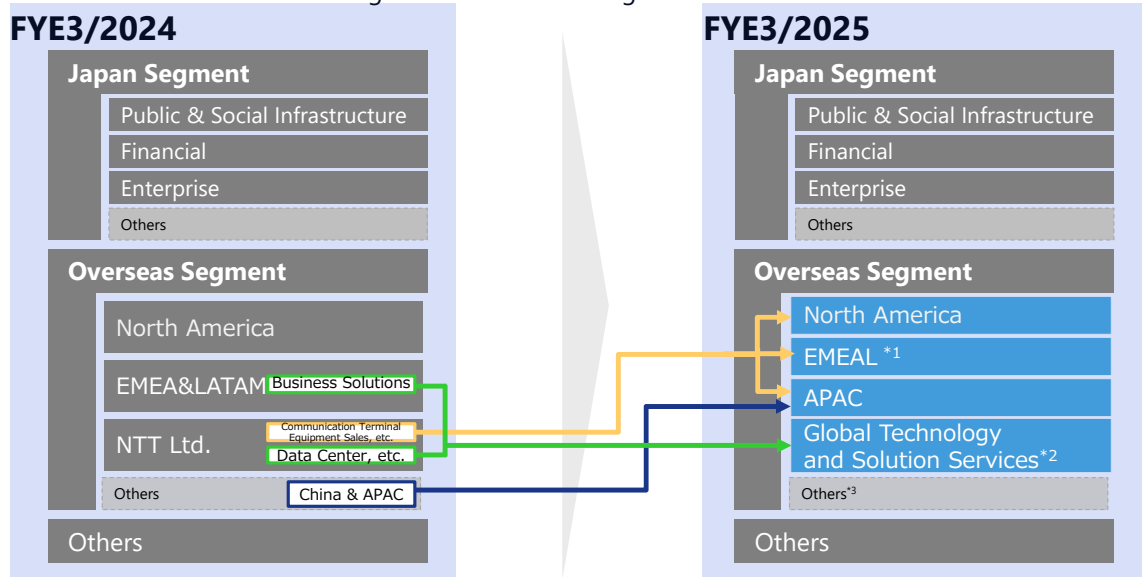 FYE3/2024
Japan Segment
Public & Social Infrastructure
Financial
Enterprise
Others
Overseas Segment
North America
EMEA&LATAM
Business Solutions
NTT Ltd.
Communication Terminal
Equipment Sales, etc.
Data Center, etc.
Others
China & APAC
Others
FYE3/2025
Japan Segment
Public & Social Infrastructure
Financial
Enterprise
Others
Overseas Segment
North America
EMEAL *1
APAC
Global Technology
and Solution Services*2
Others*3
Others